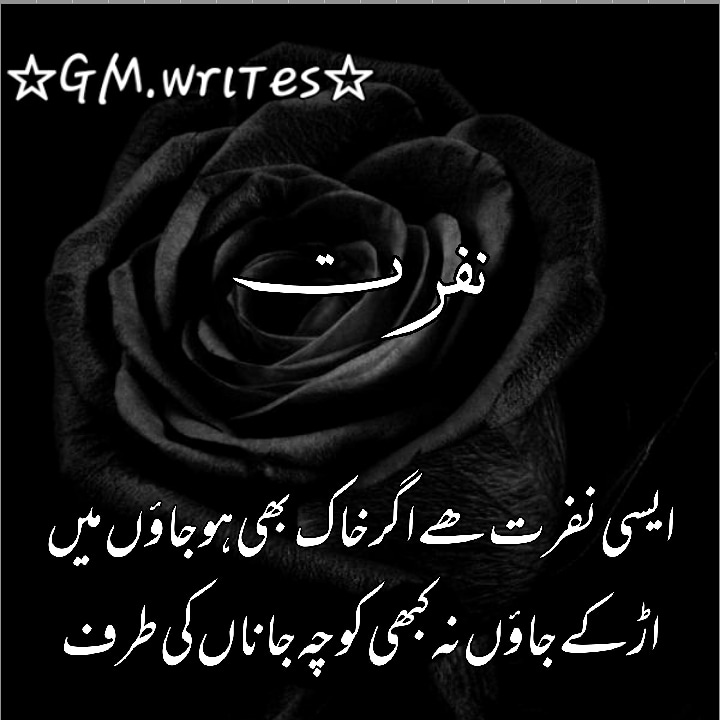 ☆GM.writes☆
نفرت
ایسی نفرت ھے اگر خاک بھی ہو جاؤں میں
اڑ کے جاؤں نہ کبھی کوچہ جاناں کی طرف